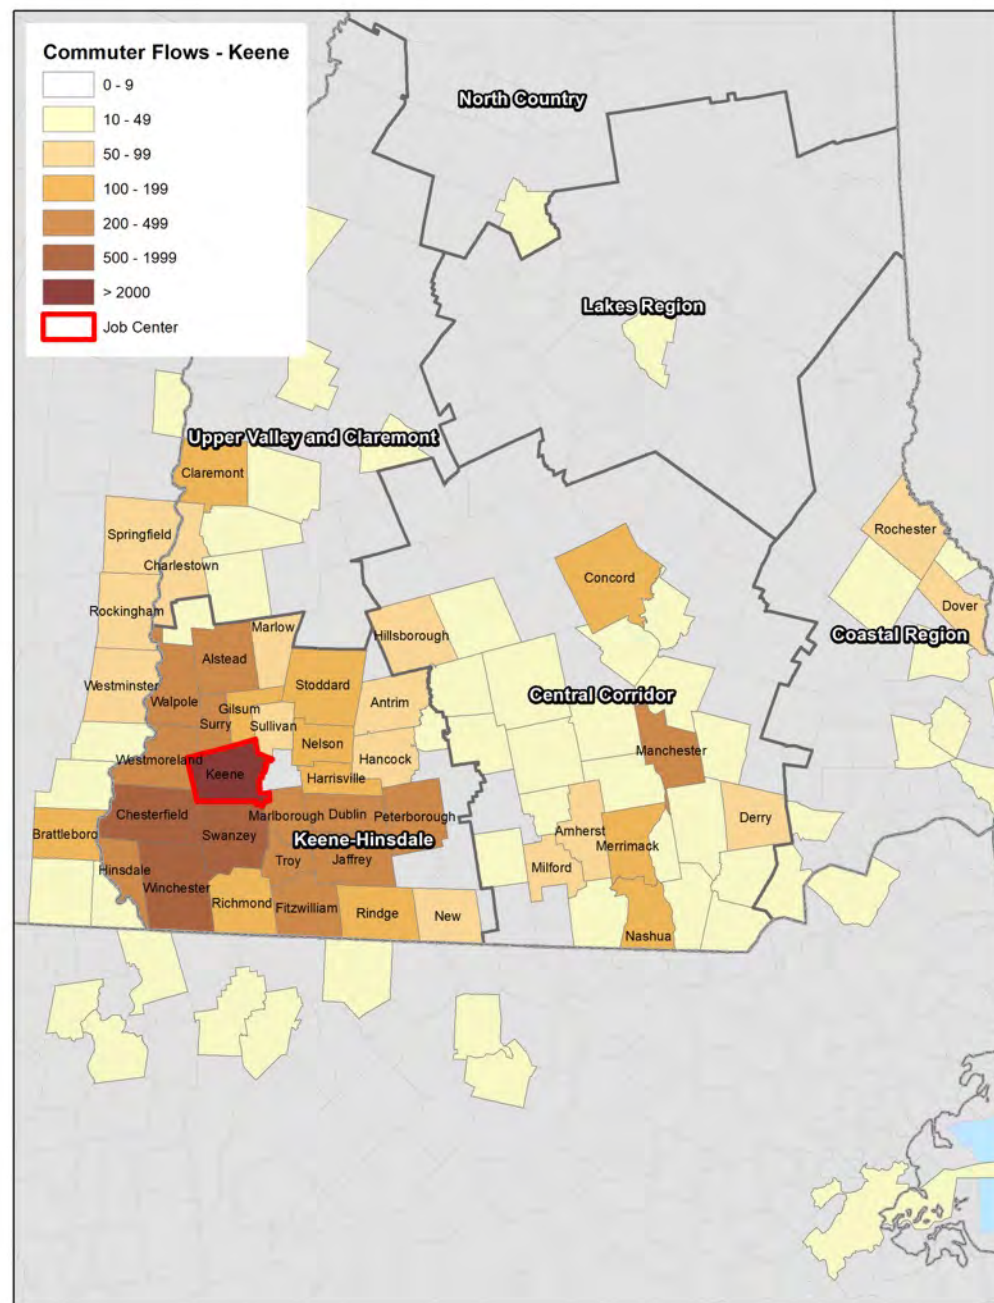 Commuter Flows - Keene
0 - 9
10 - 49
50 - 99
100 - 199
200 - 499
500 - 1999
> 2000
Job Center
North Country
Lakes Region
Upper Valley and Claremont
Claremont
Springfield
Charlestown
Rochester
Concord
Rockingham
Dover
Marlow
Hillsborough
Coastal Region
Alstead
Westminster
Stoddard
Walpole
Antrim
Central Corridor
Gilsum
Surry
Sullivan
Nelson
Manchester
Westmoreland
Hancock
Keene
Harrisville
Chesterfield
Marlborough
Dublin
Peterborough
Derry
Brattleboro
Swanzey
Keene-Hinsdale
Amherst
Merrimack
Troy
Jaffrey
Milford
Hinsdale
Winchester
Richmond
Fitzwilliam
Rindge
New
Nashua